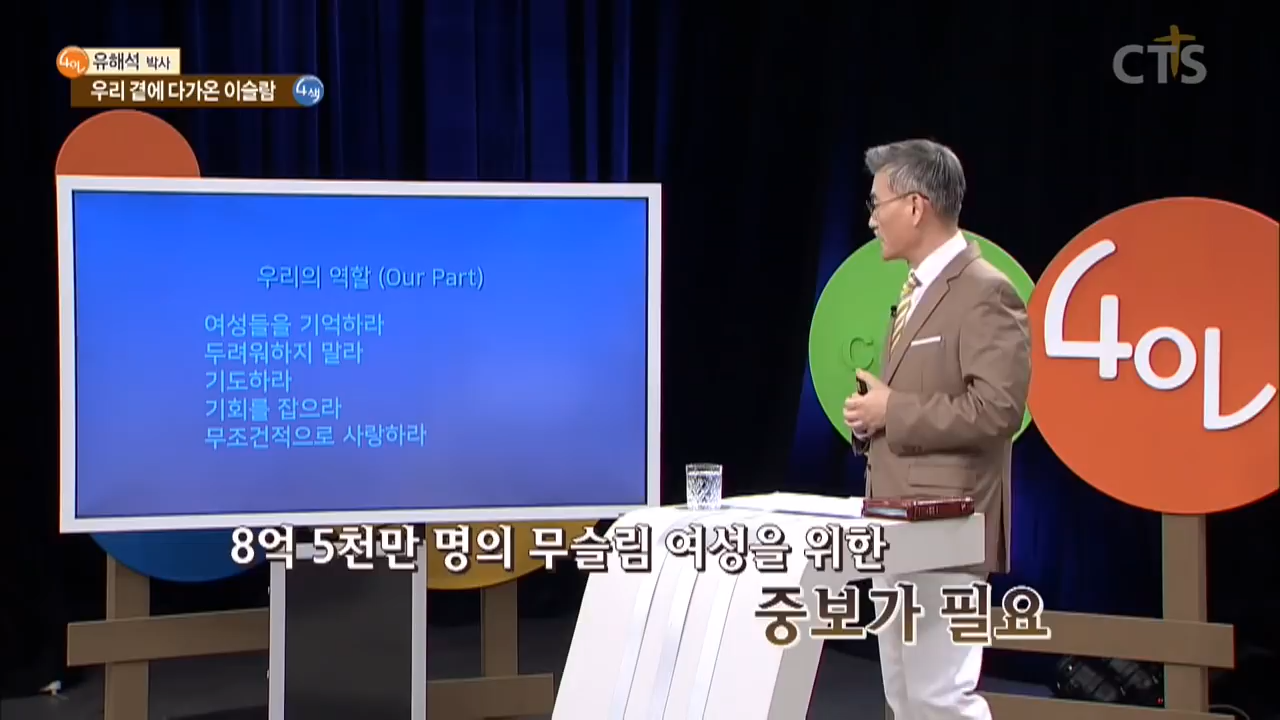 4인 유해석 박사
우리 곁에 다가온 이슬람 4색
CTS
우리의 역할 (Our Part)
여성들을 기억하라
두려워하지 말라
기도하라
기회를 잡으라
무조건적으로 사랑하라
C
4인
8억 5천만 명의 무슬림 여성을 위한
중보가 필요